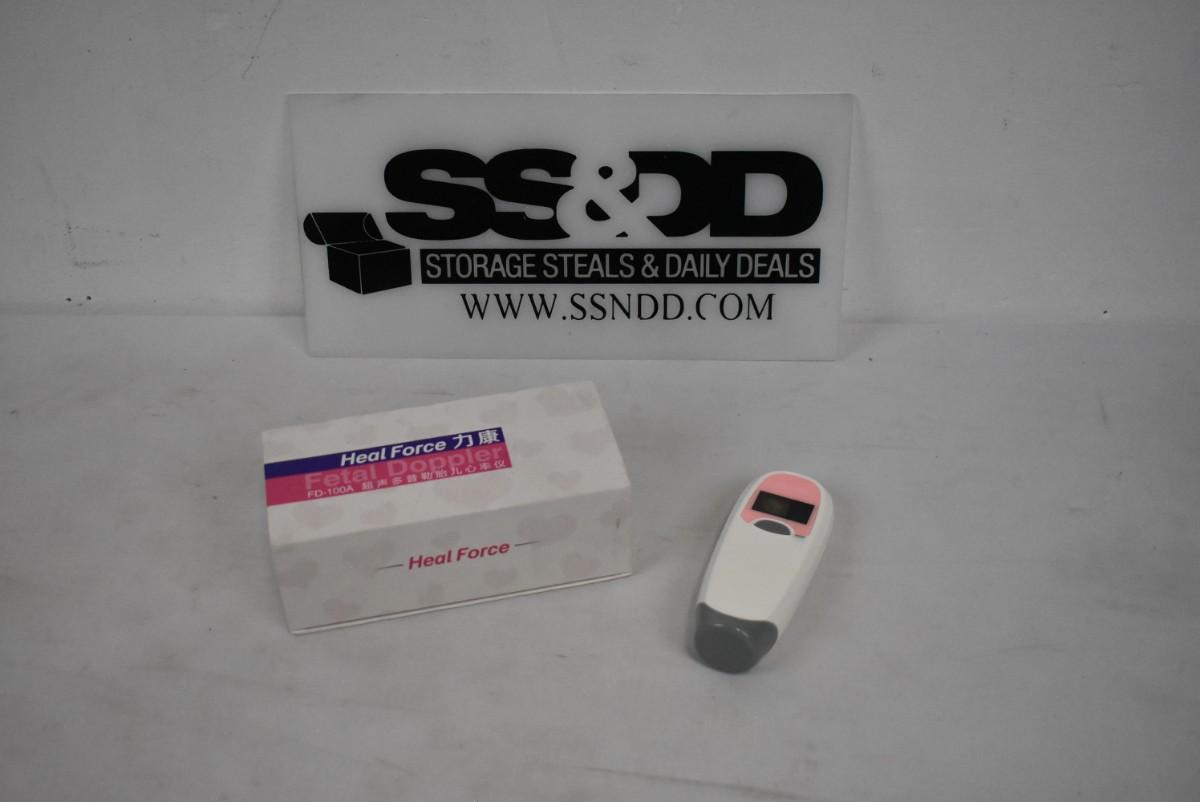 SS&DD
STORAGE STEALS & DAILY DEALS
WWW.SSNDD.COM
Heal Force 力康
Fetal Doppler
FD-100A 超声多普勒胎儿心率仪
Heal Force